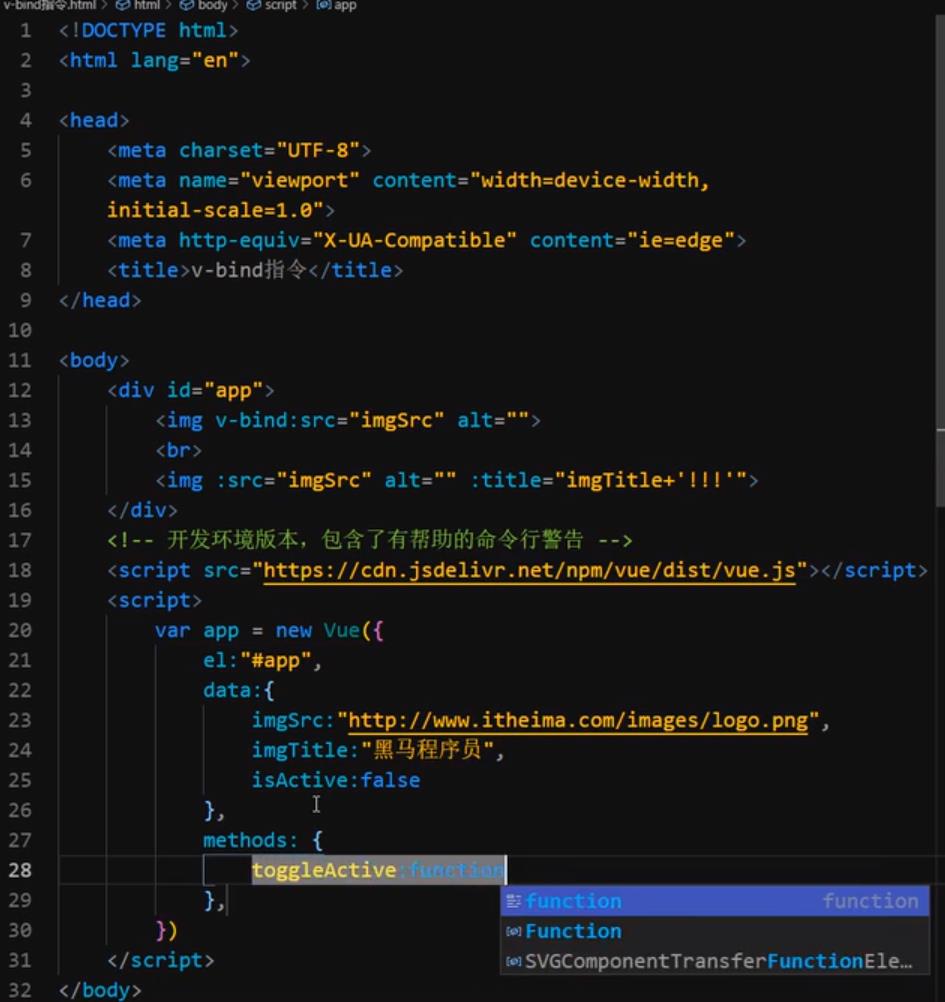 v-bind指令.html > html > body > script > app
1 <!DOCTYPE html>
2 <html lang="en">
3
4 <head>
5 <meta charset="UTF-8">
6 <meta name="viewport" content="width=device-width,
initial-scale=1.0">
7 <meta http-equiv="X-UA-Compatible" content="ie=edge">
8 <title>v-bind指令</title>
9 </head>
10
11 <body>
12 <div id="app">
13 <img v-bind:src="imgSrc" alt="">
14 <br>
15 <img :src="imgSrc" alt="" :title="imgTitle+'!!!'">
16 </div>
17 <!-- 开发环境版本，包含了有帮助的命令行警告 -->
18 <script src="https://cdn.jsdelivr.net/npm/vue/dist/vue.js"></script>
19 <script>
20 var app = new Vue({
21 el:"#app",
22 data:{
23 imgSrc:"http://www.itheima.com/images/logo.png",
24 imgTitle:"黑马程序员",
25 isActive:false
26 },
27 methods: {
28 toggleActive:function
29 },
function function
30 })
Function
31 </script>
SVGComponentTransferFunctionEle…
32 </body>